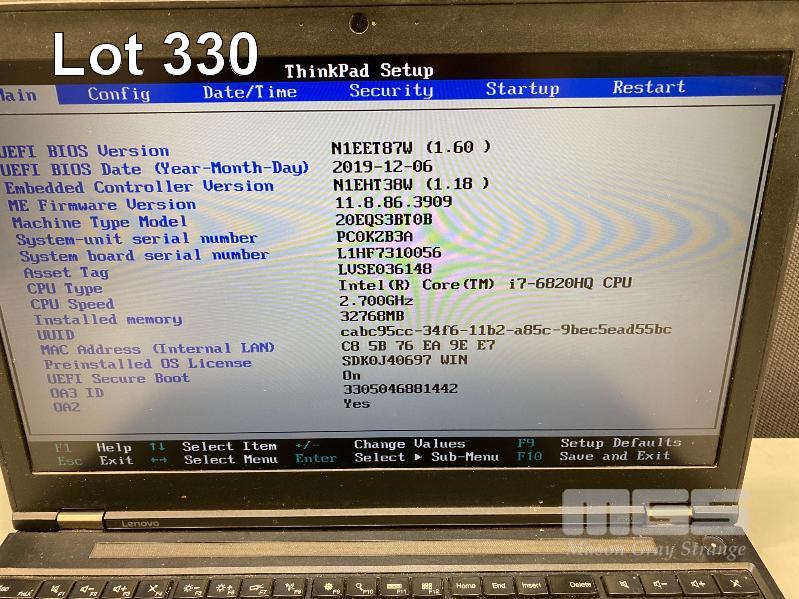 Lot 330
ThinkPad Setup
Main Config Date/Time Security Startup Restart
UEFI BIOS Version N1EET87W (1.60 )
UEFI BIOS Date (Year-Month-Day) 2019-12-06
Embedded Controller Version N1EHT38W (1.18 )
ME Firmware Version 11.8.86.3909
Machine Type Model 20EQS3BT0B
System-unit serial number PC0KZB3A
System board serial number L1HF7310056
Asset Tag LVSE036148
CPU Type Intel(R) Core(TM) i7-6820HQ CPU
CPU Speed 2.700GHz
Installed memory 32768MB
UUID cabc95cc-34f6-11b2-a85c-9bec5ead55bc
MAC Address (Internal LAN) C8 5B 76 EA 9E E7
Preinstalled OS License SDK0J40697 WIN
UEFI Secure Boot On
OA3 ID 3305046881442
OA2 Yes
F1 Help ↑↓ Select Item +/- Change Values F9 Setup Defaults
Esc Exit ←→ Select Menu Enter Select ▶ Sub-Menu F10 Save and Exit
Lenovo
MGS
Mason Gray Strange
Home End Insert Delete